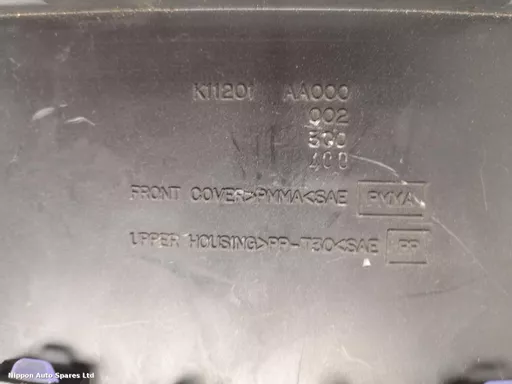 K11201 AA000
002
500
400
FRONT COVER>PMMA<SAE PMMA
UPPER HOUSING>PP-T30<SAE PP
Nippon Auto Spares Ltd